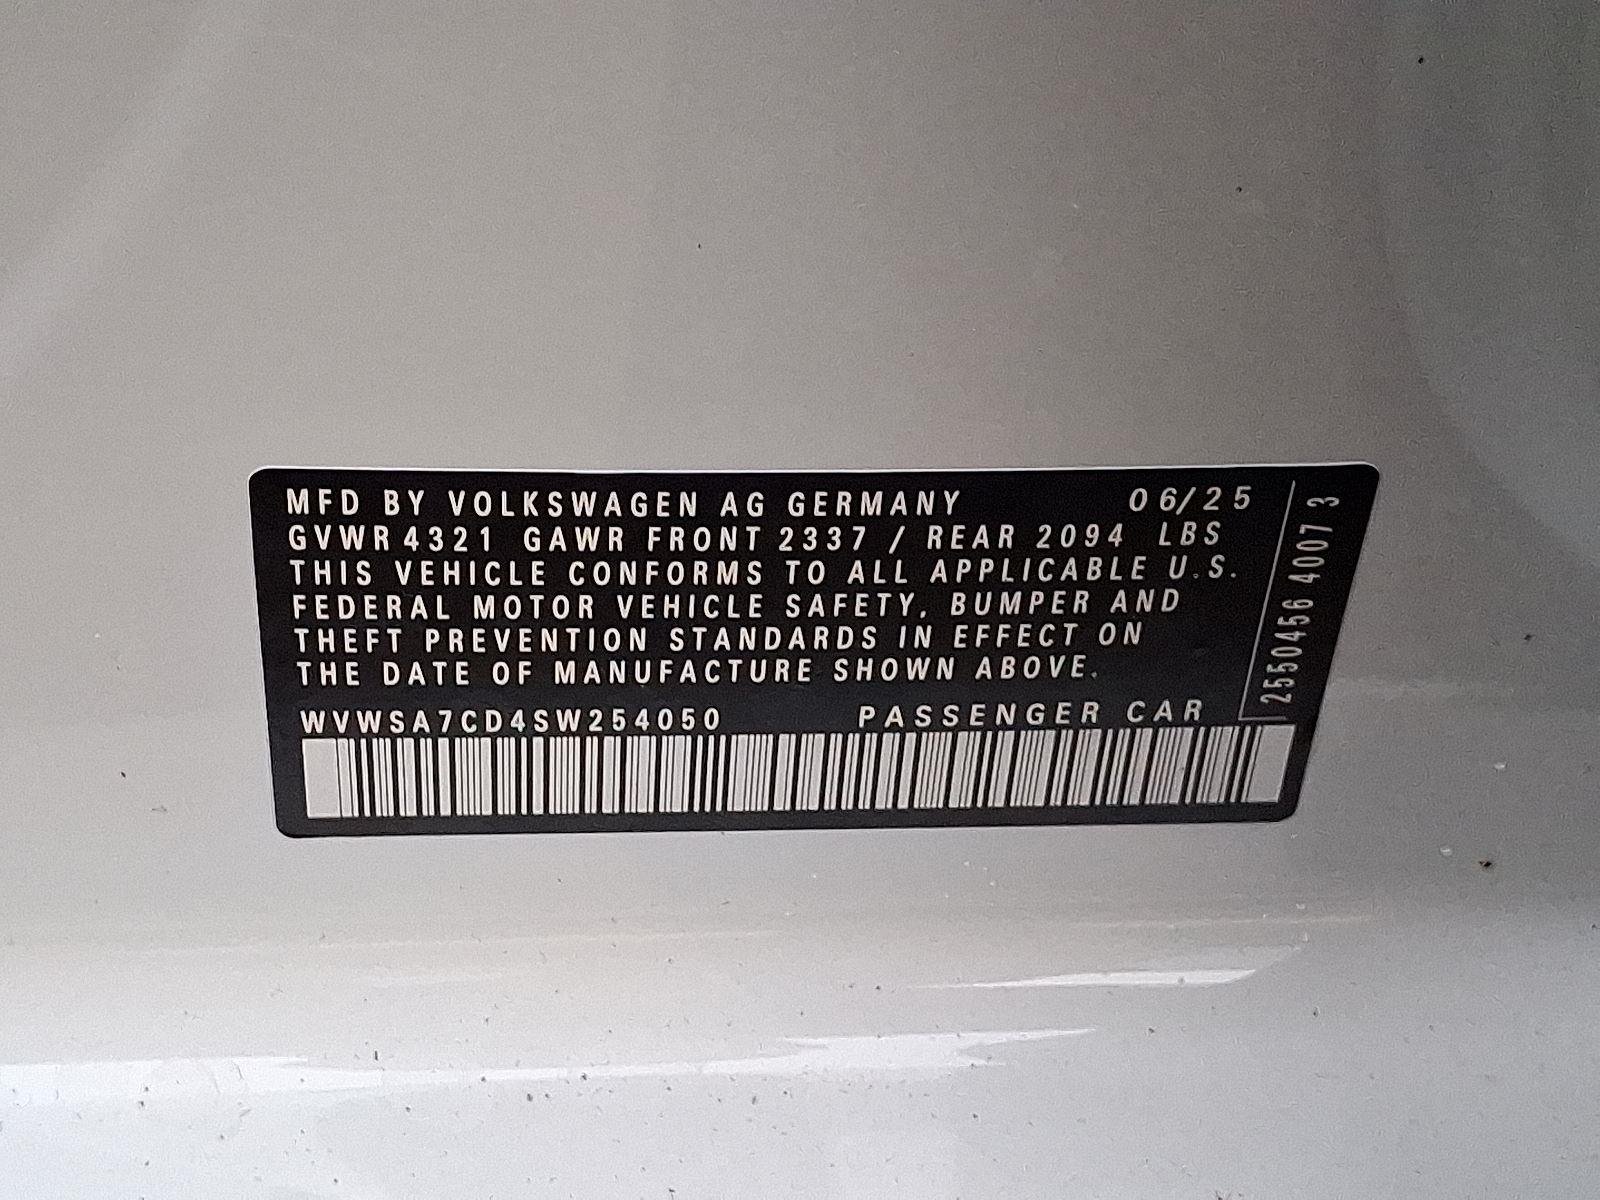 MFD BY VOLKSWAGEN AG GERMANY 06/25
GVWR 4321 GAWR FRONT 2337 / REAR 2094 LBS
THIS VEHICLE CONFORMS TO ALL APPLICABLE U.S.
FEDERAL MOTOR VEHICLE SAFETY, BUMPER AND
THEFT PREVENTION STANDARDS IN EFFECT ON
THE DATE OF MANUFACTURE SHOWN ABOVE.
WVWSA7CD4SW254050 PASSENGER CAR
2550456 4007 3